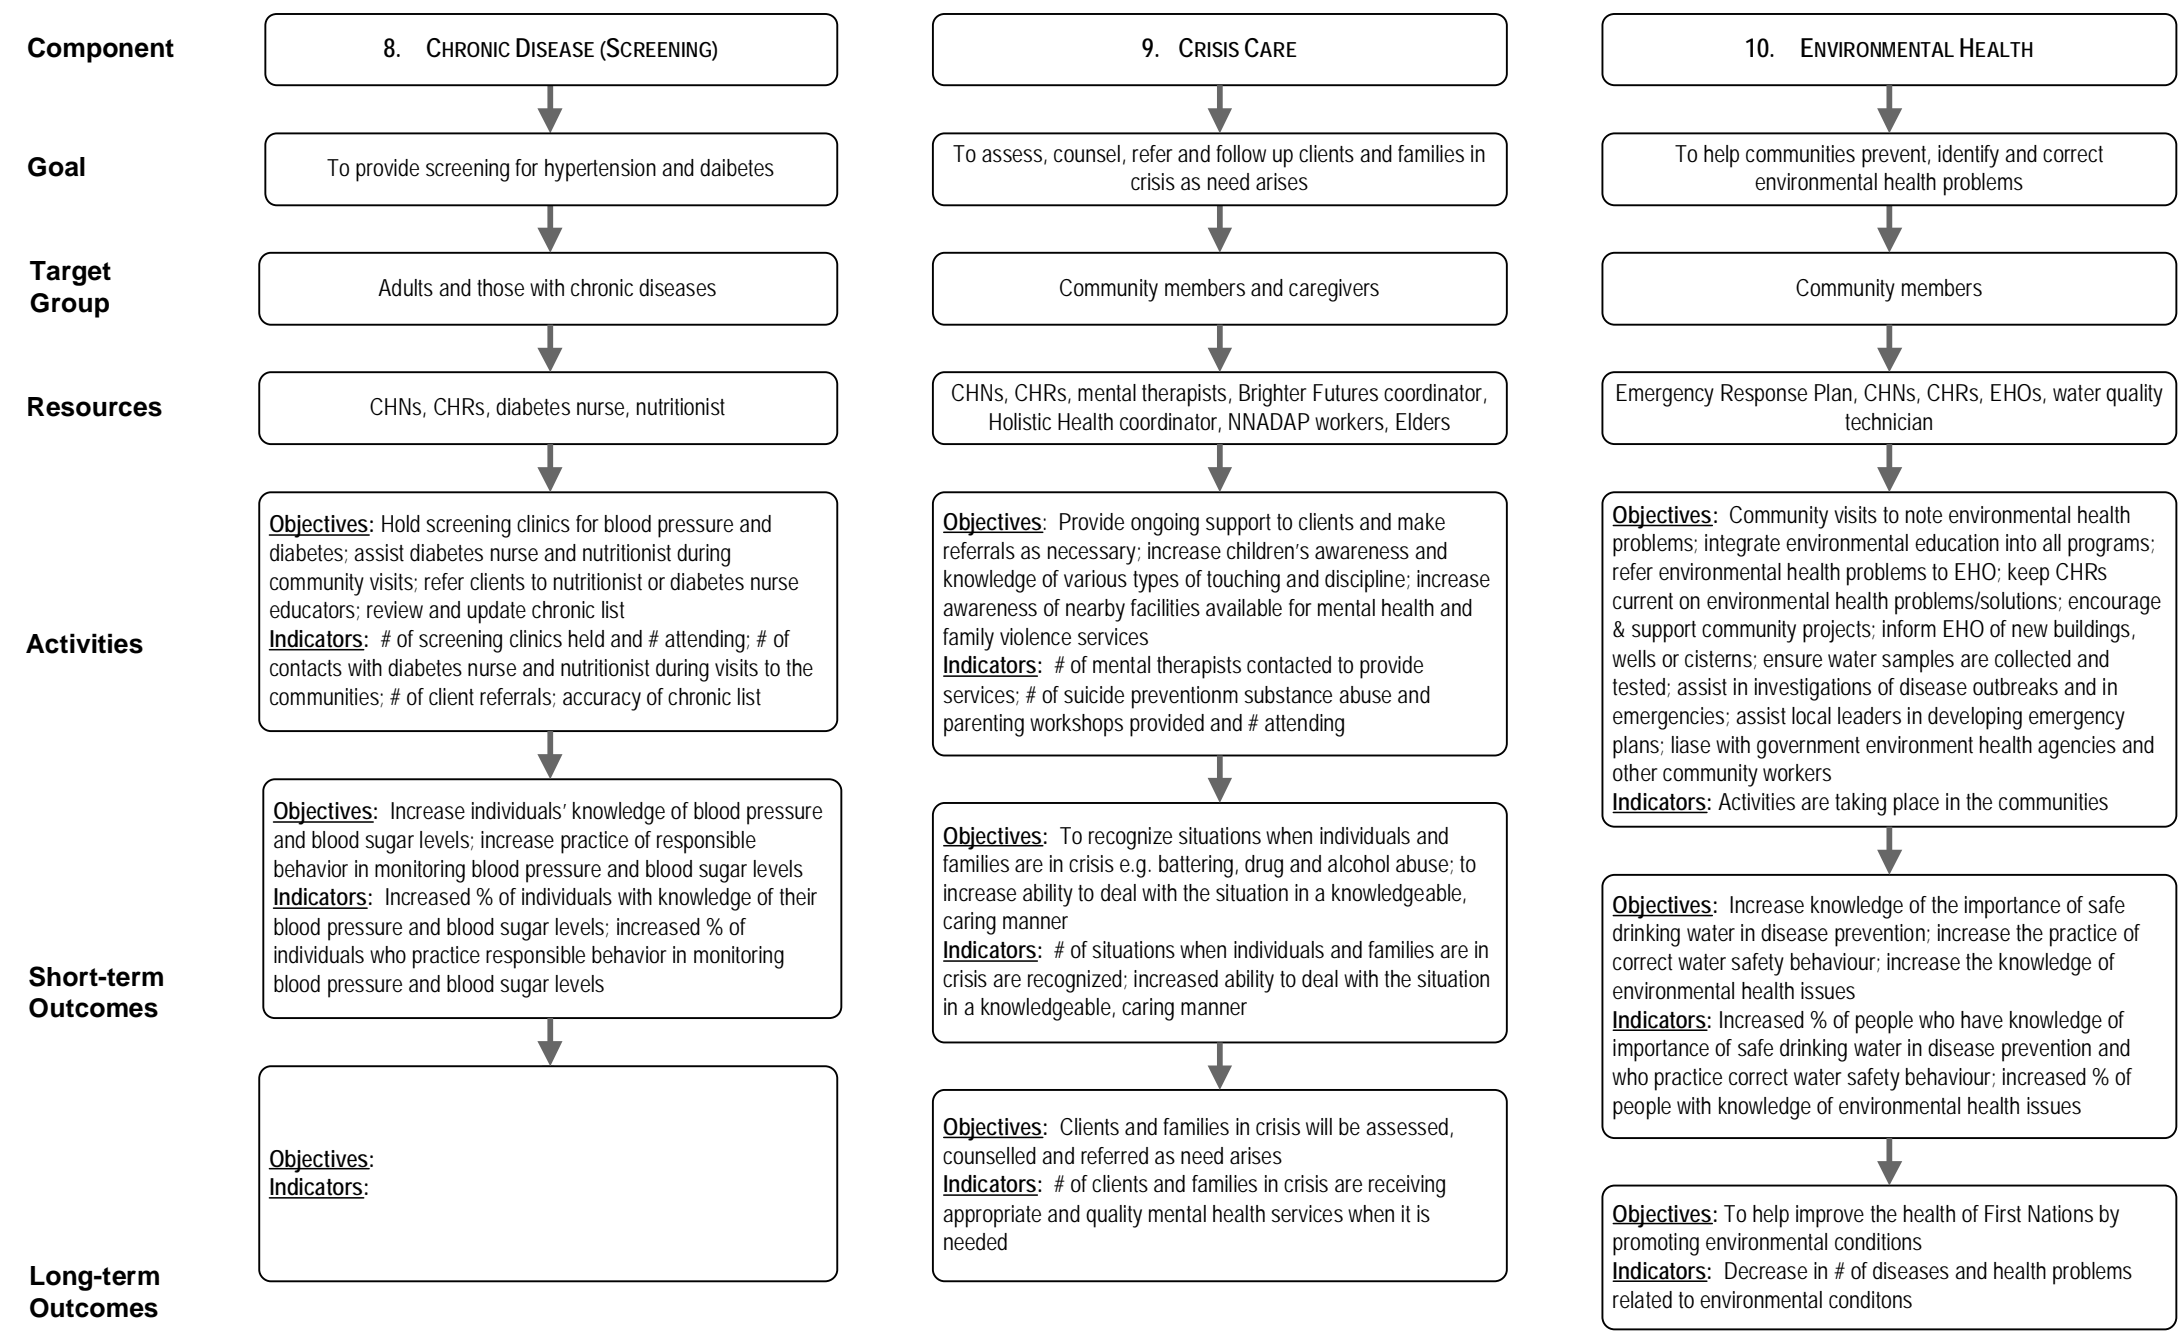 Component
8. CHRONIC DISEASE (SCREENING)
9. CRISIS CARE
10. ENVIRONMENTAL HEALTH
Goal
To provide screening for hypertension and daibetes
To assess, counsel, refer and follow up clients and families in
crisis as need arises
To help communities prevent, identify and correct
environmental health problems
Target
Group
Adults and those with chronic diseases
Community members and caregivers
Community members
Resources
CHNs, CHRs, diabetes nurse, nutritionist
CHNs, CHRs, mental therapists, Brighter Futures coordinator,
Holistic Health coordinator, NNADAP workers, Elders
Emergency Response Plan, CHNs, CHRs, EHOs, water quality
technician
Activities
Objectives: Hold screening clinics for blood pressure and
diabetes; assist diabetes nurse and nutritionist during
community visits; refer clients to nutritionist or diabetes nurse
educators; review and update chronic list
Indicators: # of screening clinics held and # attending; # of
contacts with diabetes nurse and nutritionist during visits to the
communities; # of client referrals; accuracy of chronic list
Objectives: Provide ongoing support to clients and make
referrals as necessary; increase children's awareness and
knowledge of various types of touching and discipline; increase
awareness of nearby facilities available for mental health and
family violence services
Indicators: # of mental therapists contacted to provide
services; # of suicide preventionm substance abuse and
parenting workshops provided and # attending
Objectives: Community visits to note environmental health
problems; integrate environmental education into all programs;
refer environmental health problems to EHO; keep CHRs
current on environmental health problems/solutions; encourage
& support community projects; inform EHO of new buildings,
wells or cisterns; ensure water samples are collected and
tested; assist in investigations of disease outbreaks and in
emergencies; assist local leaders in developing emergency
plans; liase with government environment health agencies and
other community workers
Indicators: Activities are taking place in the communities
Short-term
Outcomes
Objectives: Increase individuals' knowledge of blood pressure
and blood sugar levels; increase practice of responsible
behavior in monitoring blood pressure and blood sugar levels
Indicators: Increased % of individuals with knowledge of their
blood pressure and blood sugar levels; increased % of
individuals who practice responsible behavior in monitoring
blood pressure and blood sugar levels
Objectives: To recognize situations when individuals and
families are in crisis e.g. battering, drug and alcohol abuse; to
increase ability to deal with the situation in a knowledgeable,
caring manner
Indicators: # of situations when individuals and families are in
crisis are recognized; increased ability to deal with the situation
in a knowledgeable, caring manner
Objectives: Increase knowledge of the importance of safe
drinking water in disease prevention; increase the practice of
correct water safety behaviour; increase the knowledge of
environmental health issues
Indicators: Increased % of people who have knowledge of
importance of safe drinking water in disease prevention and
who practice correct water safety behaviour; increased % of
people with knowledge of environmental health issues
Long-term
Outcomes
Objectives:
Indicators:
Objectives: Clients and families in crisis will be assessed,
counselled and referred as need arises
Indicators: # of clients and families in crisis are receiving
appropriate and quality mental health services when it is
needed
Objectives: To help improve the health of First Nations by
promoting environmental conditions
Indicators: Decrease in # of diseases and health problems
related to environmental conditons